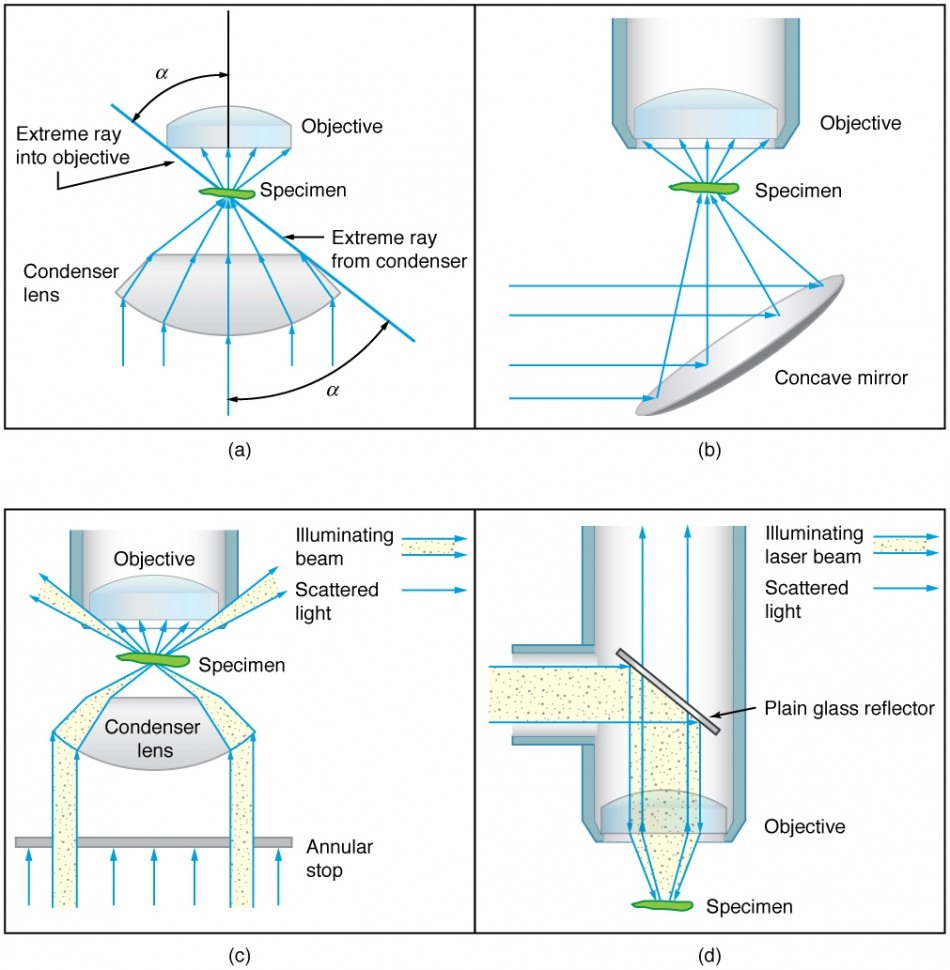 α
Extreme ray
into objective
Objective
Specimen
Extreme ray
from condenser
Condenser
lens
α
(a)
Objective
Specimen
Concave mirror
(b)
Objective
Illuminating
beam
Scattered
light
Specimen
Condenser
lens
Annular
stop
(c)
Illuminating
laser beam
Scattered
light
Plain glass reflector
Objective
Specimen
(d)